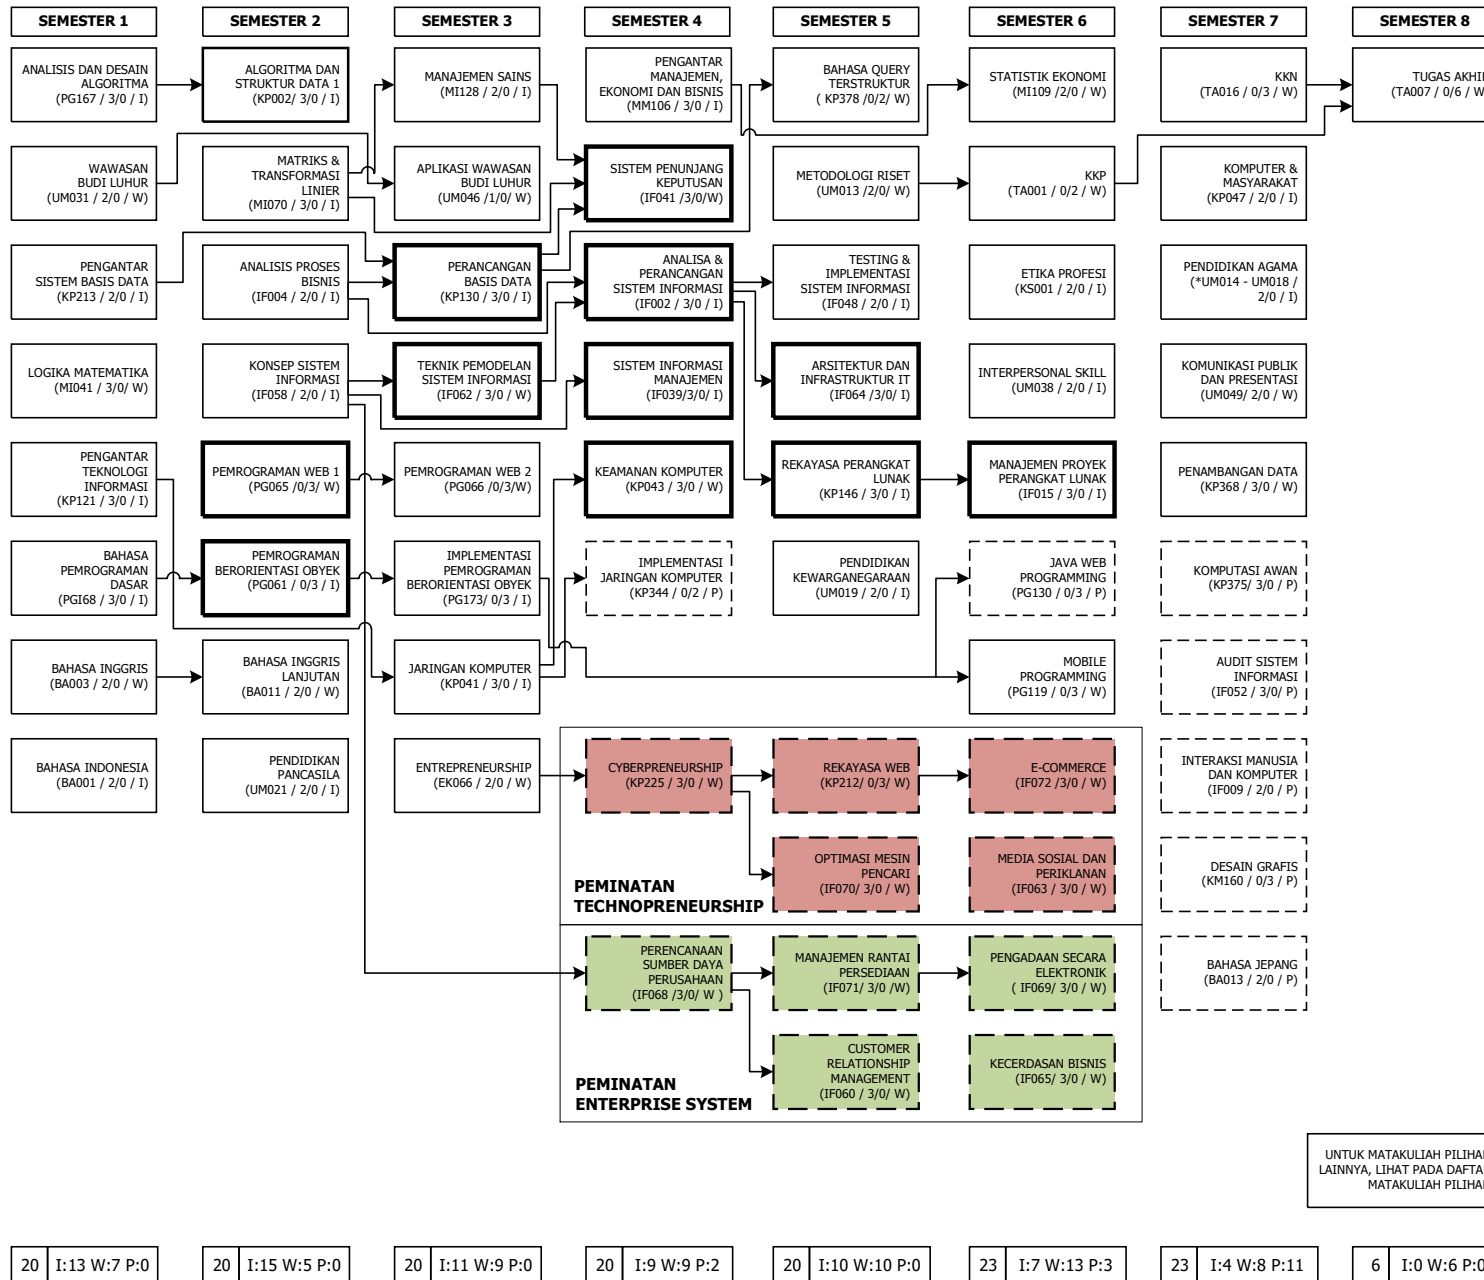 SEMESTER 1
SEMESTER 2
SEMESTER 3
SEMESTER 4
SEMESTER 5
SEMESTER 6
SEMESTER 7
SEMESTER 8
ANALISIS DAN DESAIN
ALGORITMA
(PG167 / 3/0 / I)
ALGORITMA DAN
STRUKTUR DATA 1
(KP002/ 3/0 / I)
MANAJEMEN SAINS
(MI128 / 2/0 / I)
PENGANTAR
MANAJEMEN,
EKONOMI DAN BISNIS
(MM106 / 3/0 / I)
BAHASA QUERY
TERSTRUKTUR
( KP378 /0/2/ W)
STATISTIK EKONOMI
(MI109 /2/0 / W)
KKN
(TA016 / 0/3 / W)
TUGAS AKHI
(TA007 / 0/6 / W
WAWASAN
BUDI LUHUR
(UM031 / 2/0 / W)
MATRIKS &
TRANSFORMASI
LINIER
(MI070 / 3/0 / I)
APLIKASI WAWASAN
BUDI LUHUR
(UM046 /1/0/ W)
SISTEM PENUNJANG
KEPUTUSAN
(IF041 /3/0/W)
METODOLOGI RISET
(UM013 /2/0/ W)
KKP
(TA001 / 0/2 / W)
KOMPUTER &
MASYARAKAT
(KP047 / 2/0 / I)
PENGANTAR
SISTEM BASIS DATA
(KP213 / 2/0 / I)
ANALISIS PROSES
BISNIS
(IF004 / 2/0 / I)
PERANCANGAN
BASIS DATA
(KP130 / 3/0 / I)
ANALISA &
PERANCANGAN
SISTEM INFORMASI
(IF002 / 3/0 / I)
TESTING &
IMPLEMENTASI
SISTEM INFORMASI
(IF048 / 2/0 / I)
ETIKA PROFESI
(KS001 / 2/0 / I)
PENDIDIKAN AGAMA
(*UM014 - UM018 /
2/0 / I)
LOGIKA MATEMATIKA
(MI041 / 3/0/ W)
KONSEP SISTEM
INFORMASI
(IF058 / 2/0 / I)
TEKNIK PEMODELAN
SISTEM INFORMASI
(IF062 / 3/0 / W)
SISTEM INFORMASI
MANAJEMEN
(IF039/3/0/ I)
ARSITEKTUR DAN
INFRASTRUKTUR IT
(IF064 /3/0/ I)
INTERPERSONAL SKILL
(UM038 / 2/0 / I)
KOMUNIKASI PUBLIK
DAN PRESENTASI
(UM049/ 2/0 / W)
PENGANTAR
TEKNOLOGI
INFORMASI
(KP121 / 3/0 / I)
PEMROGRAMAN WEB 1
(PG065 /0/3/ W)
PEMROGRAMAN WEB 2
(PG066 /0/3/W)
KEAMANAN KOMPUTER
(KP043 / 3/0 / W)
REKAYASA PERANGKAT
LUNAK
(KP146 / 3/0 / I)
MANAJEMEN PROYEK
PERANGKAT LUNAK
(IF015 / 3/0 / I)
PENAMBANGAN DATA
(KP368 / 3/0 / W)
BAHASA
PEMROGRAMAN
DASAR
(PGI68 / 3/0 / I)
PEMROGRAMAN
BERORIENTASI OBYEK
(PG061 / 0/3 / I)
IMPLEMENTASI
PEMROGRAMAN
BERORIENTASI OBYEK
(PG173/ 0/3 / I)
IMPLEMENTASI
JARINGAN KOMPUTER
(KP344 / 0/2 / P)
PENDIDIKAN
KEWARGANEGARAAN
(UM019 / 2/0 / I)
JAVA WEB
PROGRAMMING
(PG130 / 0/3 / P)
KOMPUTASI AWAN
(KP375/ 3/0 / P)
BAHASA INGGRIS
(BA003 / 2/0 / W)
BAHASA INGGRIS
LANJUTAN
(BA011 / 2/0 / W)
JARINGAN KOMPUTER
(KP041 / 3/0 / I)
MOBILE
PROGRAMMING
(PG119 / 0/3 / W)
AUDIT SISTEM
INFORMASI
(IF052 / 3/0/ P)
BAHASA INDONESIA
(BA001 / 2/0 / I)
PENDIDIKAN
PANCASILA
(UM021 / 2/0 / I)
ENTREPRENEURSHIP
(EK066 / 2/0 / W)
CYBERPRENEURSHIP
(KP225 / 3/0 / W)
REKAYASA WEB
(KP212/ 0/3/ W)
E-COMMERCE
(IF072 /3/0 / W)
INTERAKSI MANUSIA
DAN KOMPUTER
(IF009 / 2/0 / P)
OPTIMASI MESIN
PENCARI
(IF070/ 3/0 / W)
MEDIA SOSIAL DAN
PERIKLANAN
(IF063 / 3/0 / W)
DESAIN GRAFIS
(KM160 / 0/3 / P)
PEMINATAN
TECHNOPRENEURSHIP
PERENCANAAN
SUMBER DAYA
PERUSAHAAN
(IF068 /3/0/ W )
MANAJEMEN RANTAI
PERSEDIAAN
(IF071/ 3/0 /W)
PENGADAAN SECARA
ELEKTRONIK
( IF069/ 3/0 / W)
BAHASA JEPANG
(BA013 / 2/0 / P)
CUSTOMER
RELATIONSHIP
MANAGEMENT
(IF060 / 3/0/ W)
KECERDASAN BISNIS
(IF065/ 3/0 / W)
PEMINATAN
ENTERPRISE SYSTEM
UNTUK MATAKULIAH PILIHA
LAINNYA, LIHAT PADA DAFTA
MATAKULIAH PILIHA
20 I:13 W:7 P:0
20 I:15 W:5 P:0
20 I:11 W:9 P:0
20 I:9 W:9 P:2
20 I:10 W:10 P:0
23 I:7 W:13 P:3
23 I:4 W:8 P:11
6 I:0 W:6 P:0